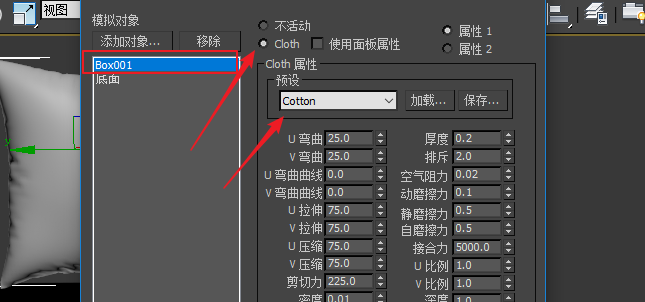 视图
模拟对象
添加对象... 移除
Box001
底面
不活动
Cloth 使用面板属性
属性 1
属性 2
Cloth 属性
预设
Cotton 加载... 保存...
U 弯曲 25.0 厚度 0.2
V 弯曲 25.0 排斥 2.0
U 弯曲曲线 0.0 空气阻力 0.02
V 弯曲曲线 0.0 动磨擦力 0.1
U 拉伸 75.0 静磨擦力 0.5
V 拉伸 75.0 自磨擦力 0.5
U 压缩 75.0 接合力 5000.0
V 压缩 75.0 U 比例 1.0
剪切力 225.0 V 比例 1.0
密度 0.01 深度 1.0